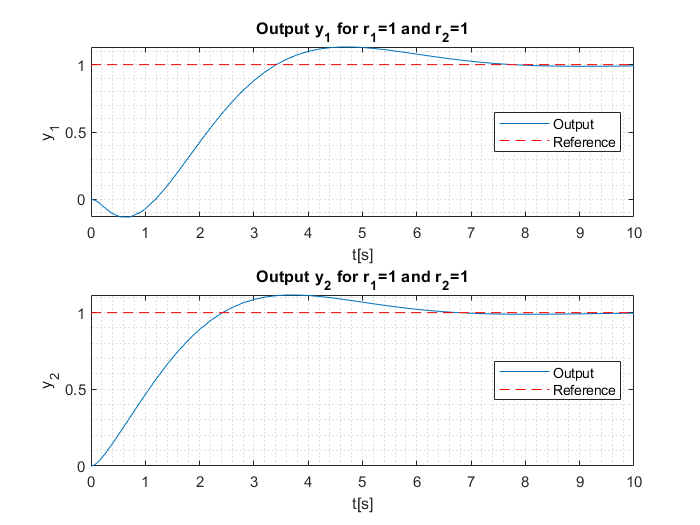 Output y₁ for r₁=1 and r₂=1
1
0.5
0
y₁
Output
Reference
0 1 2 3 4 5 6 7 8 9 10
t[s]
Output y₂ for r₁=1 and r₂=1
1
0.5
0
y₂
Output
Reference
0 1 2 3 4 5 6 7 8 9 10
t[s]